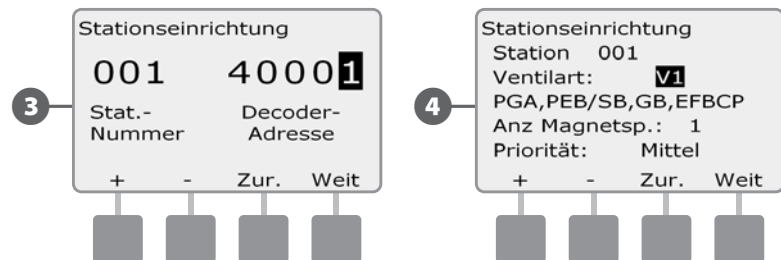 3
Stationseinrichtung
001 40001
Stat.- Decoder-
Nummer Adresse
+ - Zur. Weit
4
Stationseinrichtung
Station 001
Ventilart: V1
PGA,PEB/SB,GB,EFBCP
Anz Magnetsp.: 1
Priorität: Mittel
+ - Zur. Weit